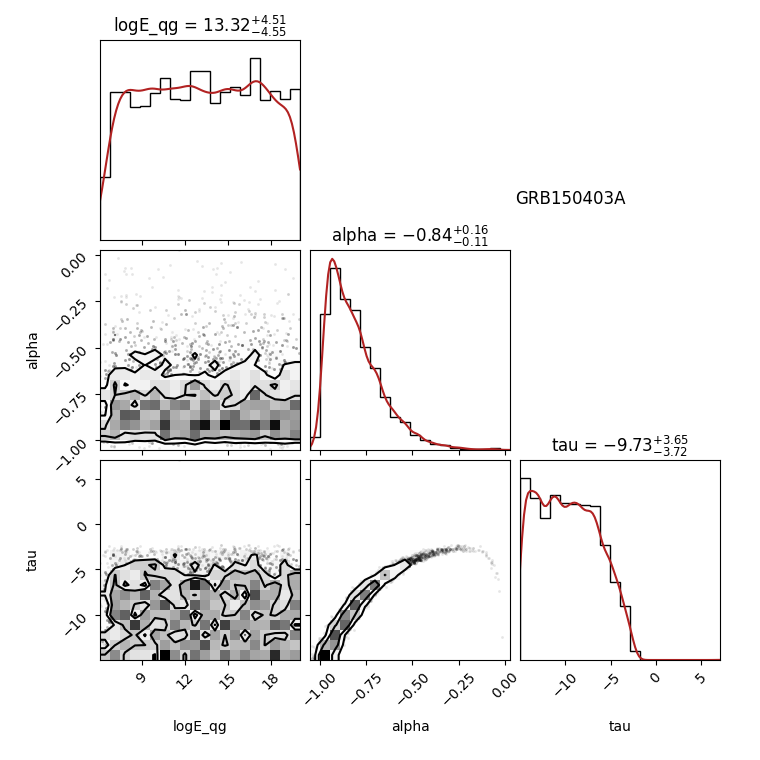 logE_qg = 13.32+4.51−4.55
GRB150403A
alpha = −0.84+0.16−0.11
0.00
−0.25
−0.50
−0.75
−1.00
alpha
tau = −9.73+3.65−3.72
5
0
−5
−10
tau
9 12 15 18
−1.00 −0.75 −0.50 −0.25 0.00
−10 −5 0 5
logE_qg alpha tau